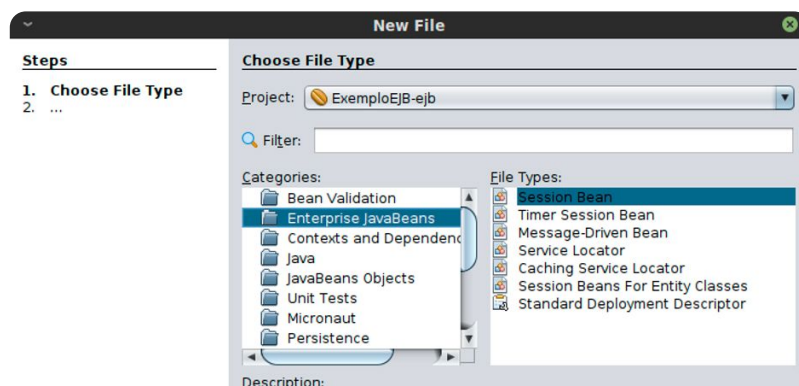 New File
Steps
1. Choose File Type
2. ...
Choose File Type
Project: ExemploEJB-ejb
Filter:
Categories:
Bean Validation
Enterprise JavaBeans
Contexts and Dependenc
Java
JavaBeans Objects
Unit Tests
Micronaut
Persistence
File Types:
Session Bean
Timer Session Bean
Message-Driven Bean
Service Locator
Caching Service Locator
Session Beans For Entity Classes
Standard Deployment Descriptor
Description: